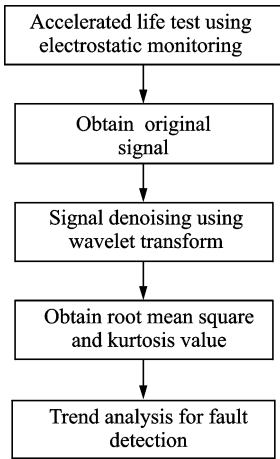 Accelerated life test using
electrostatic monitoring
Obtain original
signal
Signal denoising using
wavelet transform
Obtain root mean square
and kurtosis value
Trend analysis for fault
detection